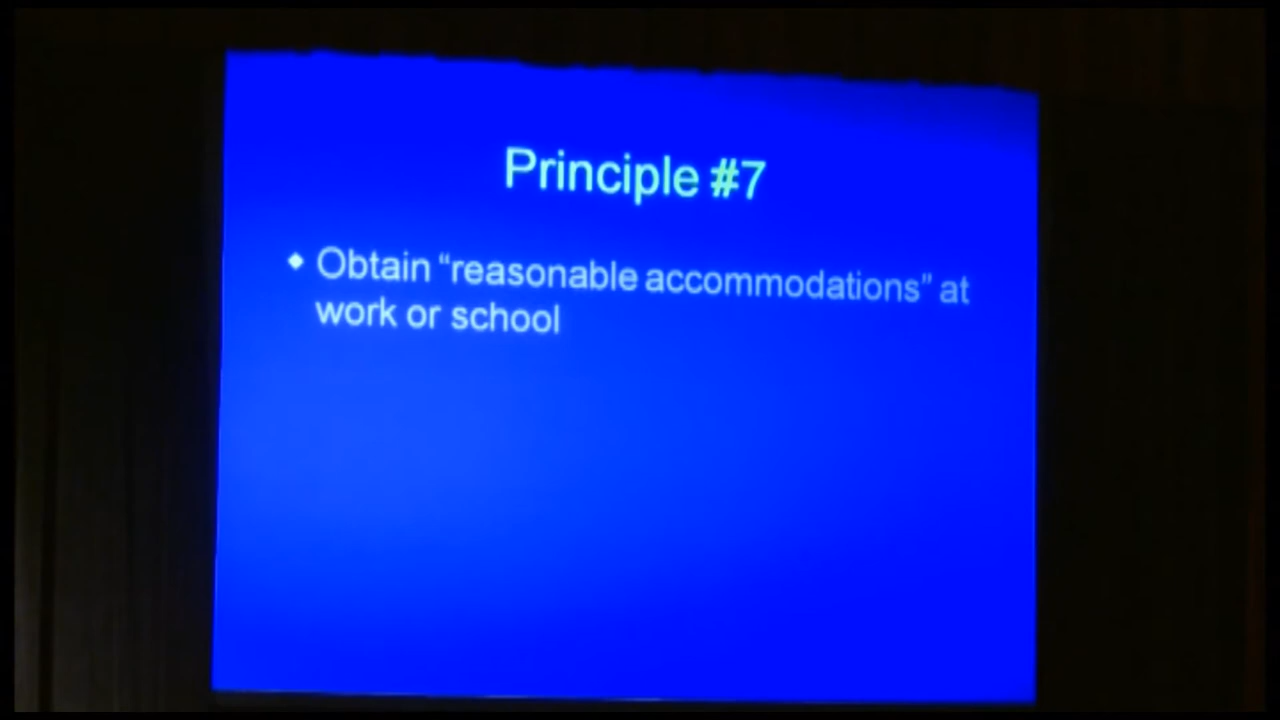 Principle #7
Obtain “reasonable accommodations” at
work or school